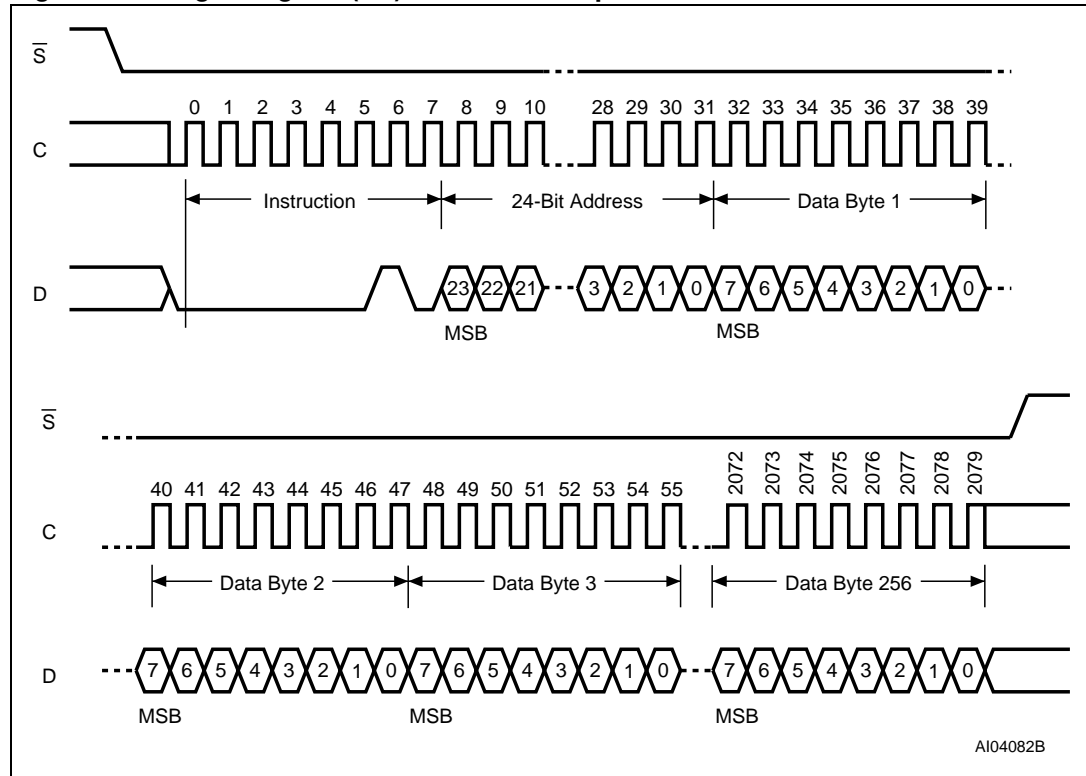 S
0 1 2 3 4 5 6 7 8 9 10 28 29 30 31 32 33 34 35 36 37 38 39
C
Instruction 24-Bit Address Data Byte 1
D 23 22 21 3 2 1 0 7 6 5 4 3 2 1 0
MSB MSB
S
40 41 42 43 44 45 46 47 48 49 50 51 52 53 54 55 2072 2073 2074 2075 2076 2077 2078 2079
C
Data Byte 2 Data Byte 3 Data Byte 256
D 7 6 5 4 3 2 1 0 7 6 5 4 3 2 1 0 7 6 5 4 3 2 1 0
MSB MSB MSB
AI04082B